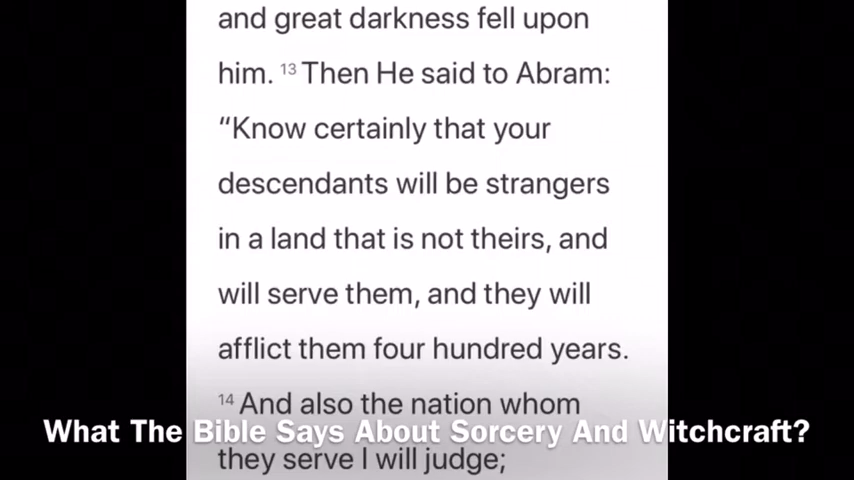 and great darkness fell upon
him. 13 Then He said to Abram:
“Know certainly that your
descendants will be strangers
in a land that is not theirs, and
will serve them, and they will
afflict them four hundred years.
14 And also the nation whom
What The Bible Says About Sorcery And Witchcraft?
they serve I will judge;